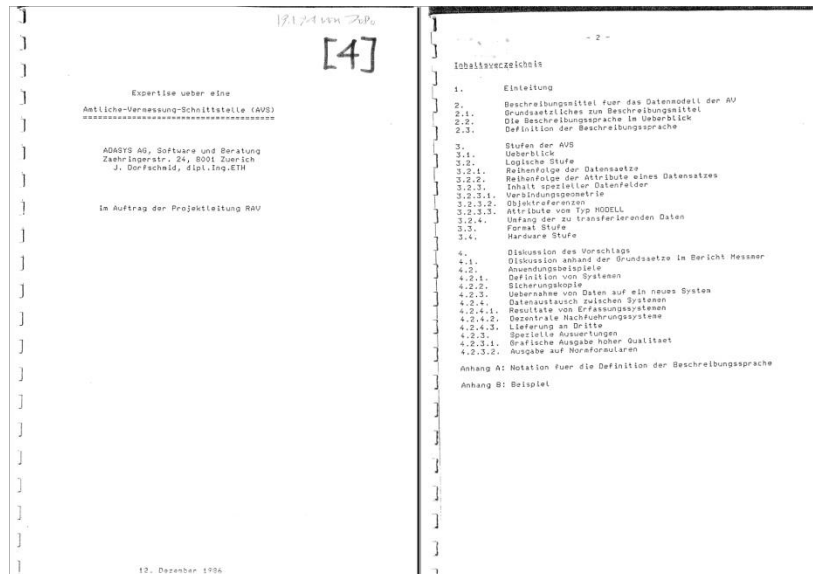 19.1.21 von JoDo
[4]
Expertise ueber eine
Amtliche-Vermessung-Schnittstelle (AVS)
=====================================
ADASYS AG, Software und Beratung
Zaehringerstr. 24, 8001 Zuerich
J. Dorfschmid, dipl.Ing.ETH
im Auftrag der Projektleitung RAV
12. Dezember 1986
- 2 -
Inhaltsverzeichnis
1. Einleitung
2. Beschreibungsmittel fuer das Datenmodell der AV
2.1. Grundsaetzliches zum Beschreibungsmittel
2.2. Die Beschreibungssprache im Ueberblick
2.3. Definition der Beschreibungssprache
3. Stufen der AVS
3.1. Ueberblick
3.2. Logische Stufe
3.2.1. Reihenfolge der Datensaetze
3.2.2. Reihenfolge der Attribute eines Datensatzes
3.2.3. Inhalt spezieller Datenfelder
3.2.3.1. Verbindungsgeometrie
3.2.3.2. Objektreferenzen
3.2.3.3. Attribute vom Typ MODELL
3.2.4. Umfang der zu transferierenden Daten
3.3. Format Stufe
3.4. Hardware Stufe
4. Diskussion des Vorschlags
4.1. Diskussion anhand der Grundsaetze im Bericht Messmer
4.2. Anwendungsbeispiele
4.2.1. Definition von Systemen
4.2.2. Sicherungskopie
4.2.3. Uebernahme von Daten auf ein neues System
4.2.4. Datenaustausch zwischen Systemen
4.2.4.1. Resultate von Erfassungssystemen
4.2.4.2. Dezentrale Nachfuehrungssysteme
4.2.4.3. Lieferung an Dritte
4.2.3. Spezielle Auswertungen
4.2.3.1. Grafische Ausgabe hoher Qualitaet
4.2.3.2. Ausgabe auf Normformularen
Anhang A: Notation fuer die Definition der Beschreibungssprache
Anhang B: Beispiel